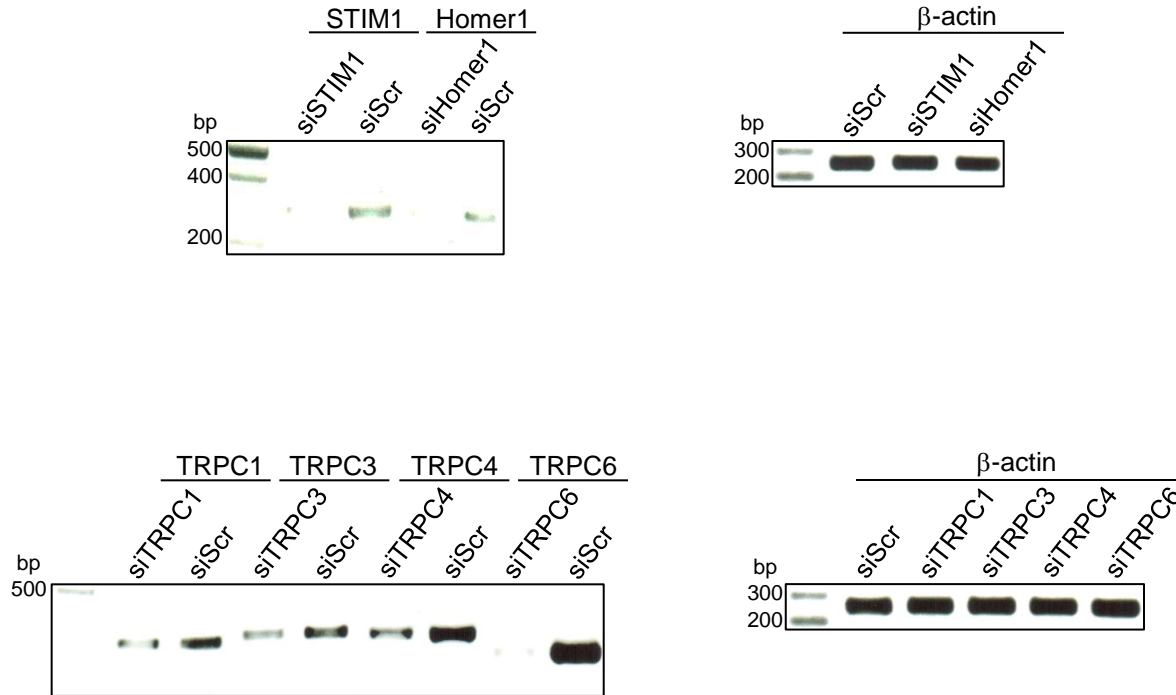 STIM1 Homer1
siSTIM1 siScr siHomer1 siScr
bp
500
400
200
β-actin
siScr siSTIM1 siHomer1
bp
300
200
TRPC1 TRPC3 TRPC4 TRPC6
siTRPC1 siScr siTRPC3 siScr siTRPC4 siScr siTRPC6 siScr
bp
500
β-actin
siScr siTRPC1 siTRPC3 siTRPC4 siTRPC6
bp
300
200